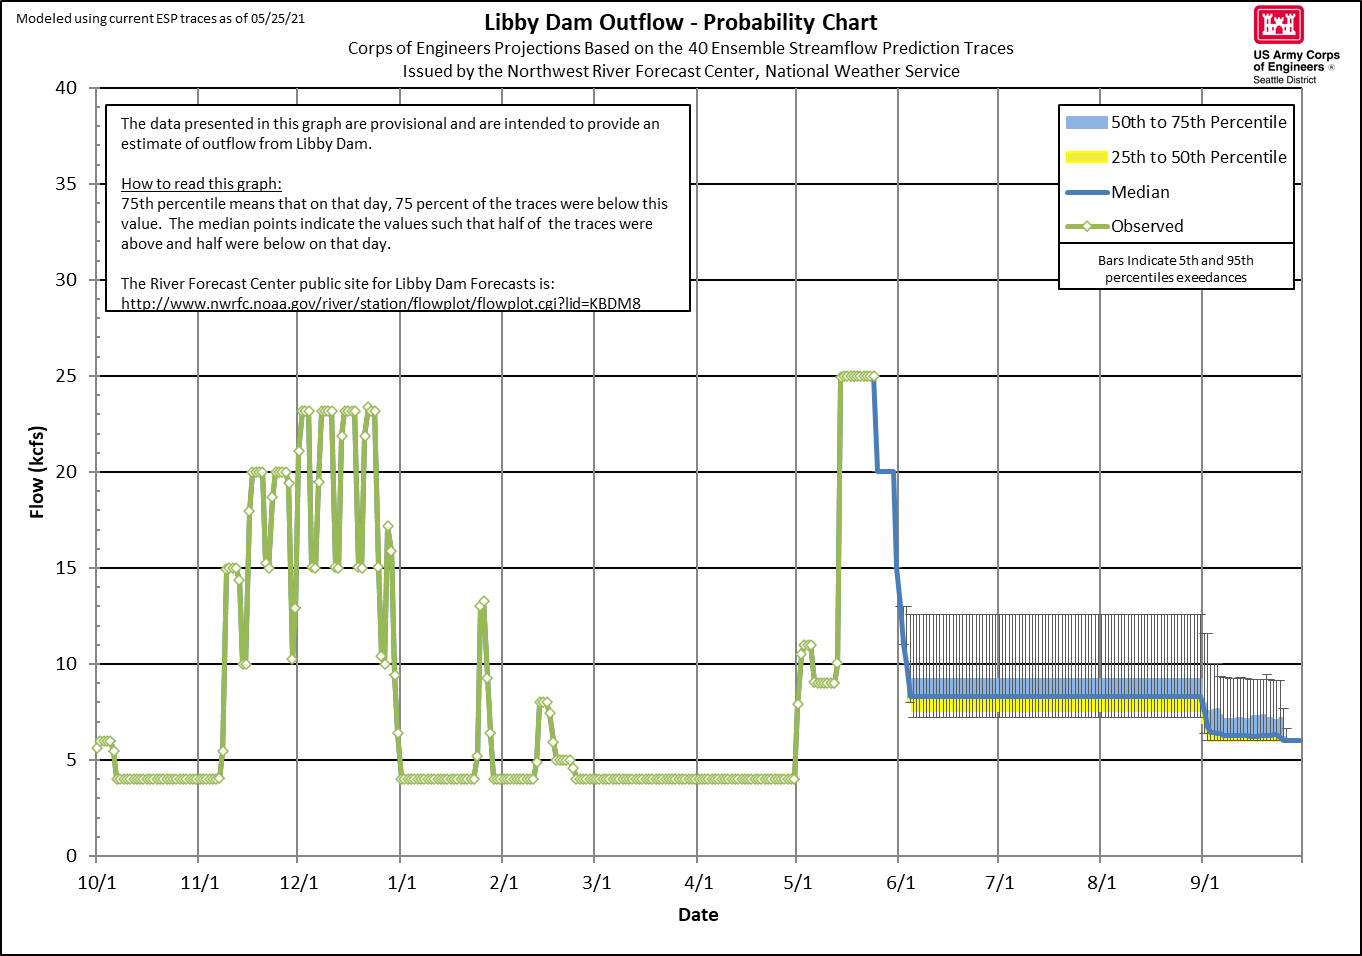 Modeled using current ESP traces as of 05/25/21
Libby Dam Outflow - Probability Chart
Corps of Engineers Projections Based on the 40 Ensemble Streamflow Prediction Traces
Issued by the Northwest River Forecast Center, National Weather Service
US Army Corps
of Engineers ®
Seattle District
The data presented in this graph are provisional and are intended to provide an
estimate of outflow from Libby Dam.
How to read this graph:
75th percentile means that on that day, 75 percent of the traces were below this
value.  The median points indicate the values such that half of  the traces were
above and half were below on that day.
The River Forecast Center public site for Libby Dam Forecasts is:
http://www.nwrfc.noaa.gov/river/station/flowplot/flowplot.cgi?lid=KBDM8
50th to 75th Percentile
25th to 50th Percentile
Median
Observed
Bars Indicate 5th and 95th
percentiles exeedances
Flow (kcfs)
40
35
30
25
20
15
10
5
0
10/1 11/1 12/1 1/1 2/1 3/1 4/1 5/1 6/1 7/1 8/1 9/1
Date